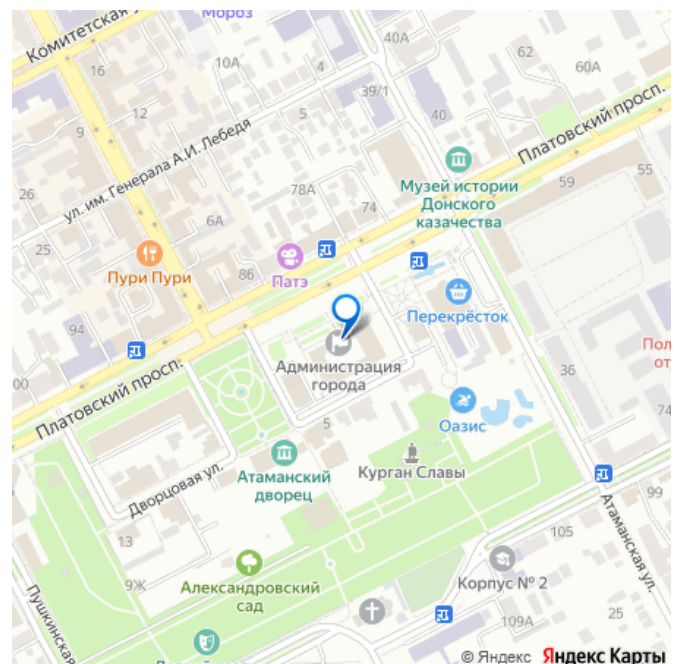 Мороз
Комитетская ул.
62
40А
10А
4
16
60А
39/1
12
40
Платовский просп.
9
5
ул. им. Генерала А.И. Лебедя
55
Музей истории
Донского
казачества
78А
59
26
74
6А
25
Пури Пури
86
Патэ
Перекрёсток
Администрация
города
36
00
Платовский просп.
74
5
Оазис
Атаманский
дворец
Курган Славы
Дворцовая ул.
99
Атаманская ул.
13
105
9Ж
Александровский
сад
Корпус № 2
Пушкинская
25
109А
© Яндекс Яндекс Карты